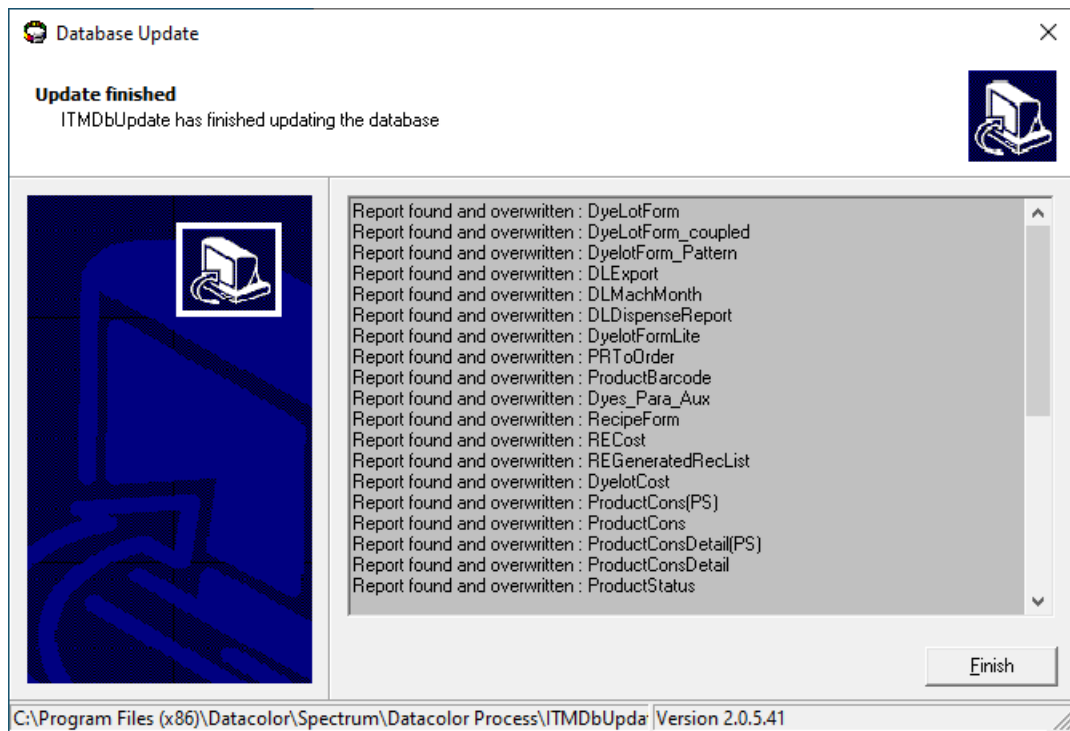 Database Update
Update finished
ITMDbUpdate has finished updating the database
Report found and overwritten : DyeLotForm
Report found and overwritten : DyeLotForm_coupled
Report found and overwritten : DyelotForm_Pattern
Report found and overwritten : DLExport
Report found and overwritten : DLMachMonth
Report found and overwritten : DLDispenseReport
Report found and overwritten : DyelotFormLite
Report found and overwritten : PRToOrder
Report found and overwritten : ProductBarcode
Report found and overwritten : Dyes_Para_Aux
Report found and overwritten : RecipeForm
Report found and overwritten : RECost
Report found and overwritten : REGeneratedRecList
Report found and overwritten : DyelotCost
Report found and overwritten : ProductCons(PS)
Report found and overwritten : ProductCons
Report found and overwritten : ProductConsDetail(PS)
Report found and overwritten : ProductConsDetail
Report found and overwritten : ProductStatus
Finish
C:\Program Files (x86)\Datacolor\Spectrum\Datacolor Process\ITMDbUpda Version 2.0.5.41